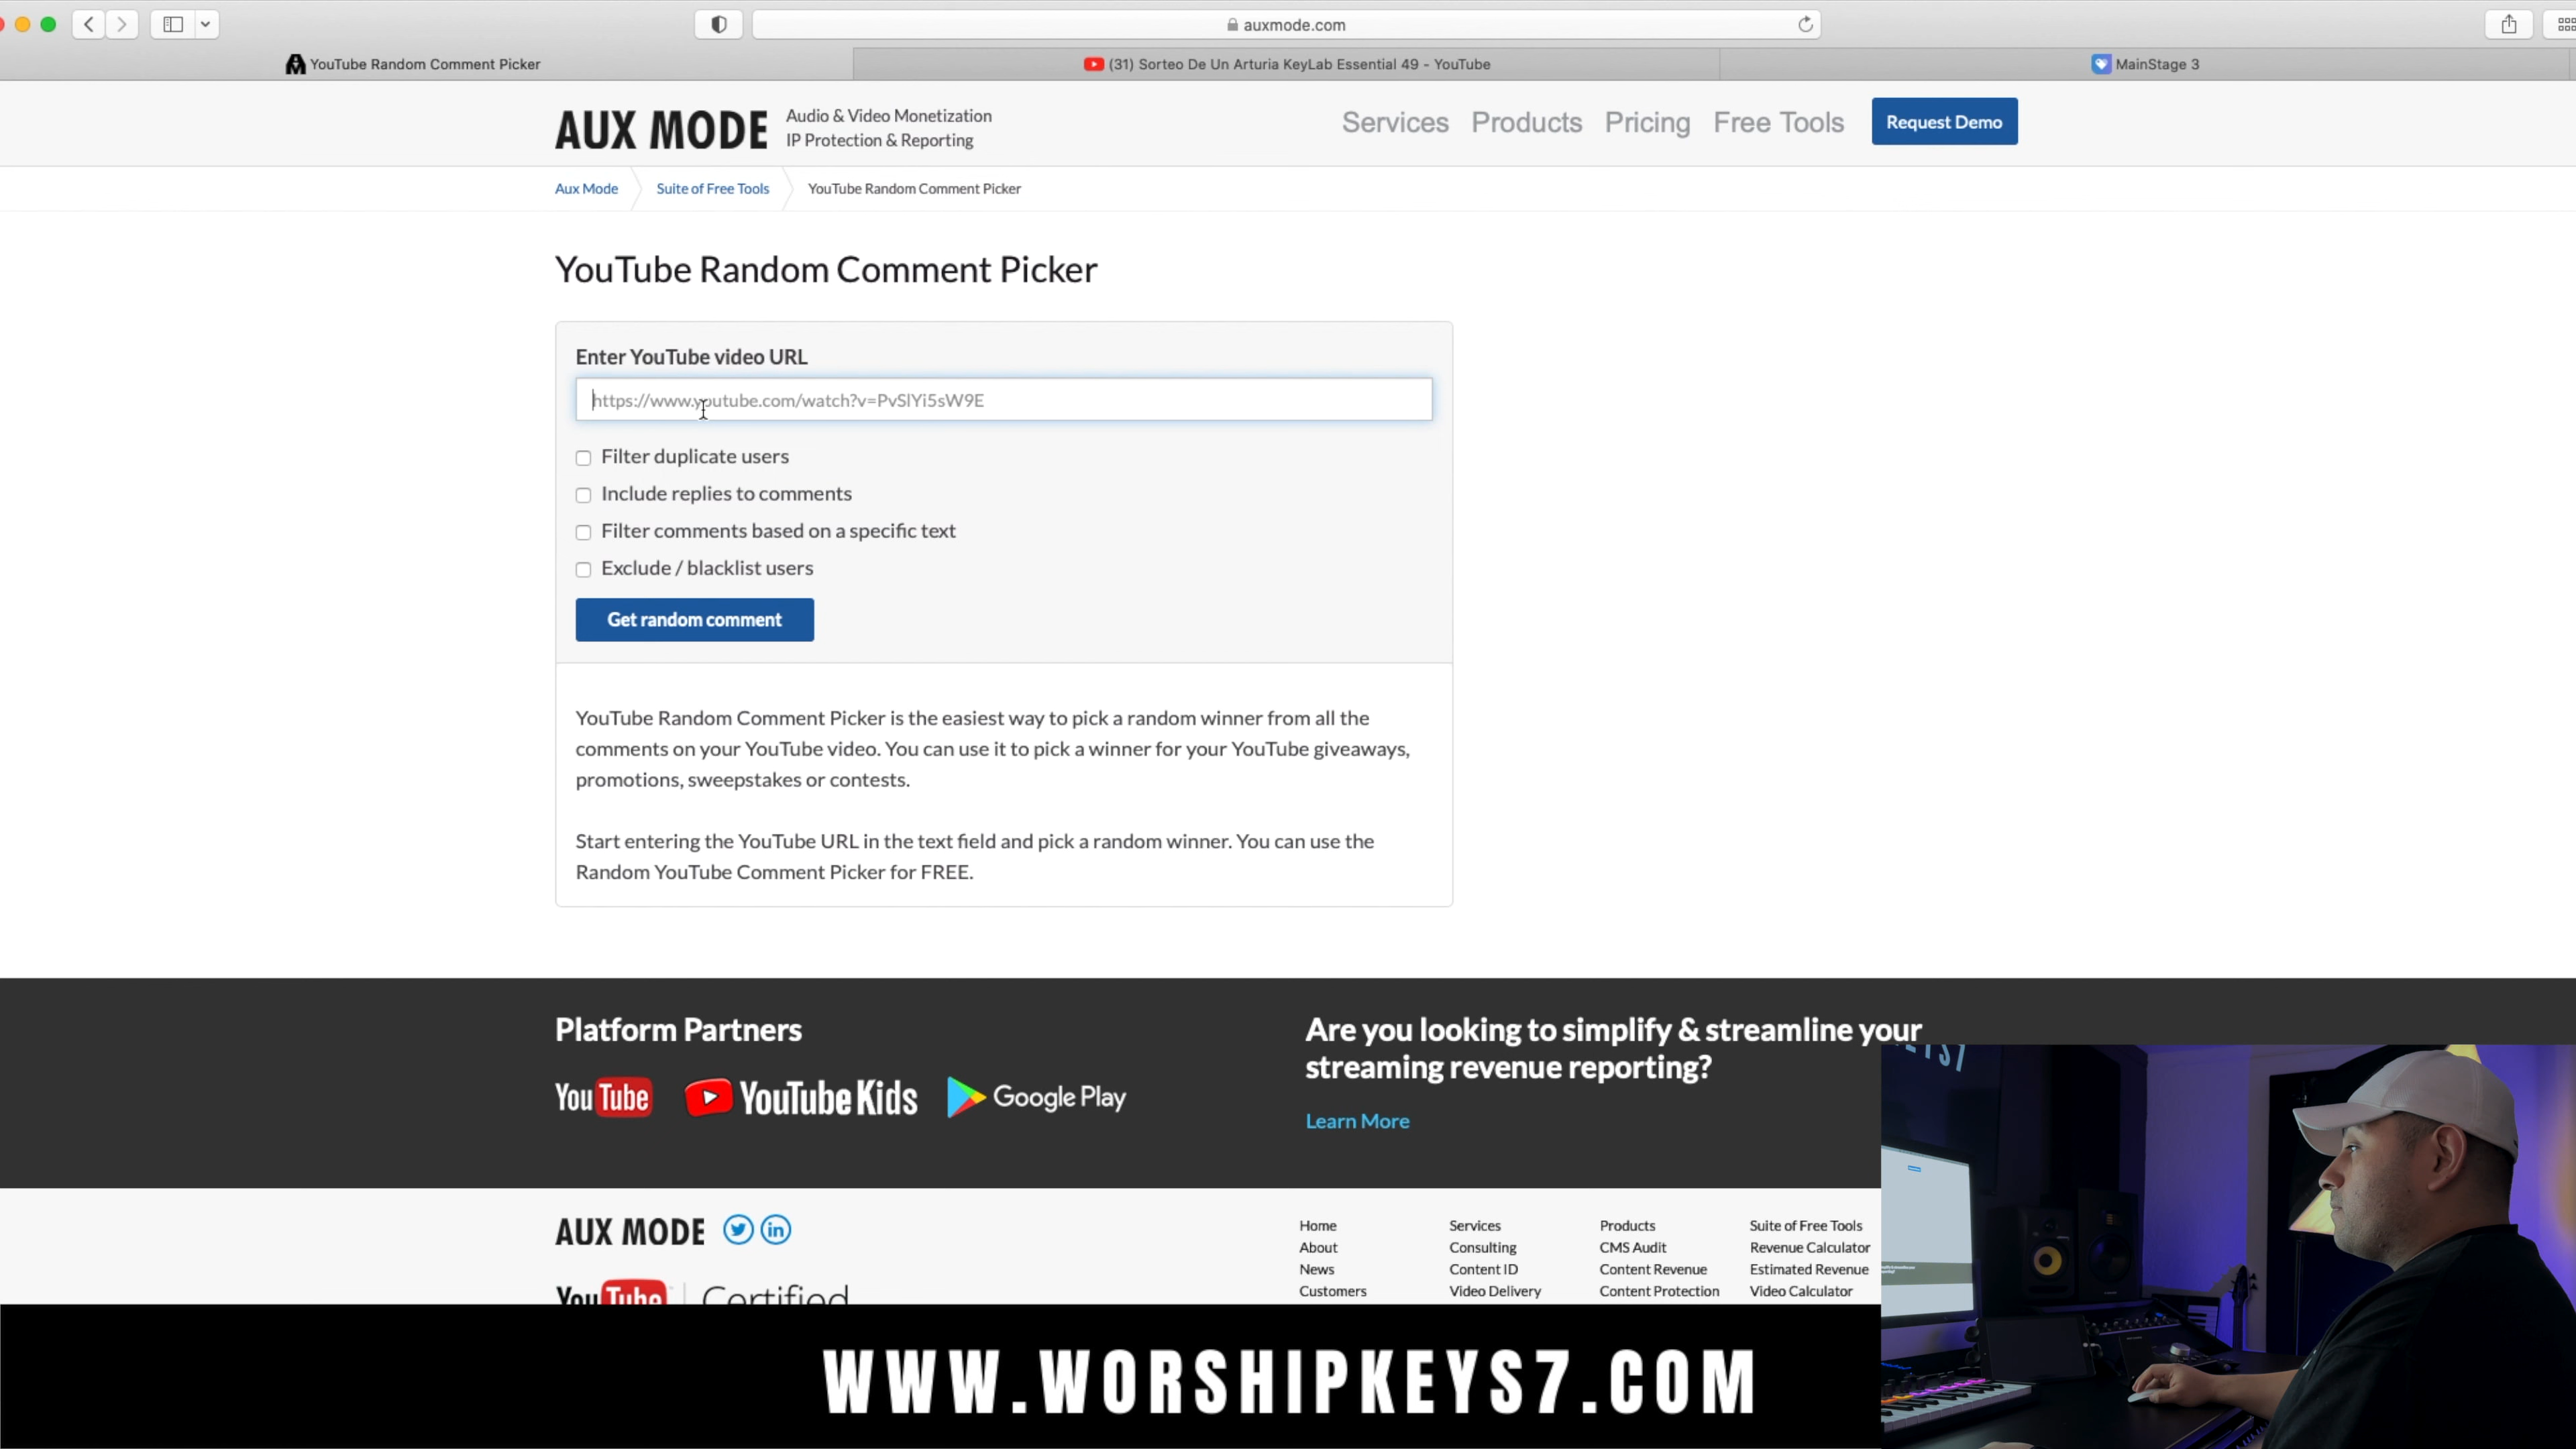 auxmode.com
YouTube Random Comment Picker
(31) Sorteo De Un Arturia KeyLab Essential 49 - YouTube
MainStage 3
AUX MODE
Audio & Video Monetization
IP Protection & Reporting
Services Products Pricing Free Tools Request Demo
Aux Mode Suite of Free Tools YouTube Random Comment Picker
YouTube Random Comment Picker
Enter YouTube video URL
https://www.youtube.com/watch?v=PvSlYi5sW9E
Filter duplicate users
Include replies to comments
Filter comments based on a specific text
Exclude / blacklist users
Get random comment
YouTube Random Comment Picker is the easiest way to pick a random winner from all the
comments on your YouTube video. You can use it to pick a winner for your YouTube giveaways,
promotions, sweepstakes or contests.
Start entering the YouTube URL in the text field and pick a random winner. You can use the
Random YouTube Comment Picker for FREE.
Platform Partners
YouTube YouTube Kids Google Play
Are you looking to simplify & streamline your
streaming revenue reporting?
Learn More
AUX MODE
YouTube Certified
Home Services Products Suite of Free Tools
About Consulting CMS Audit Revenue Calculator
News Content ID Content Revenue Estimated Revenue
Customers Video Delivery Content Protection Video Calculator
WWW.WORSHIPKEYS7.COM